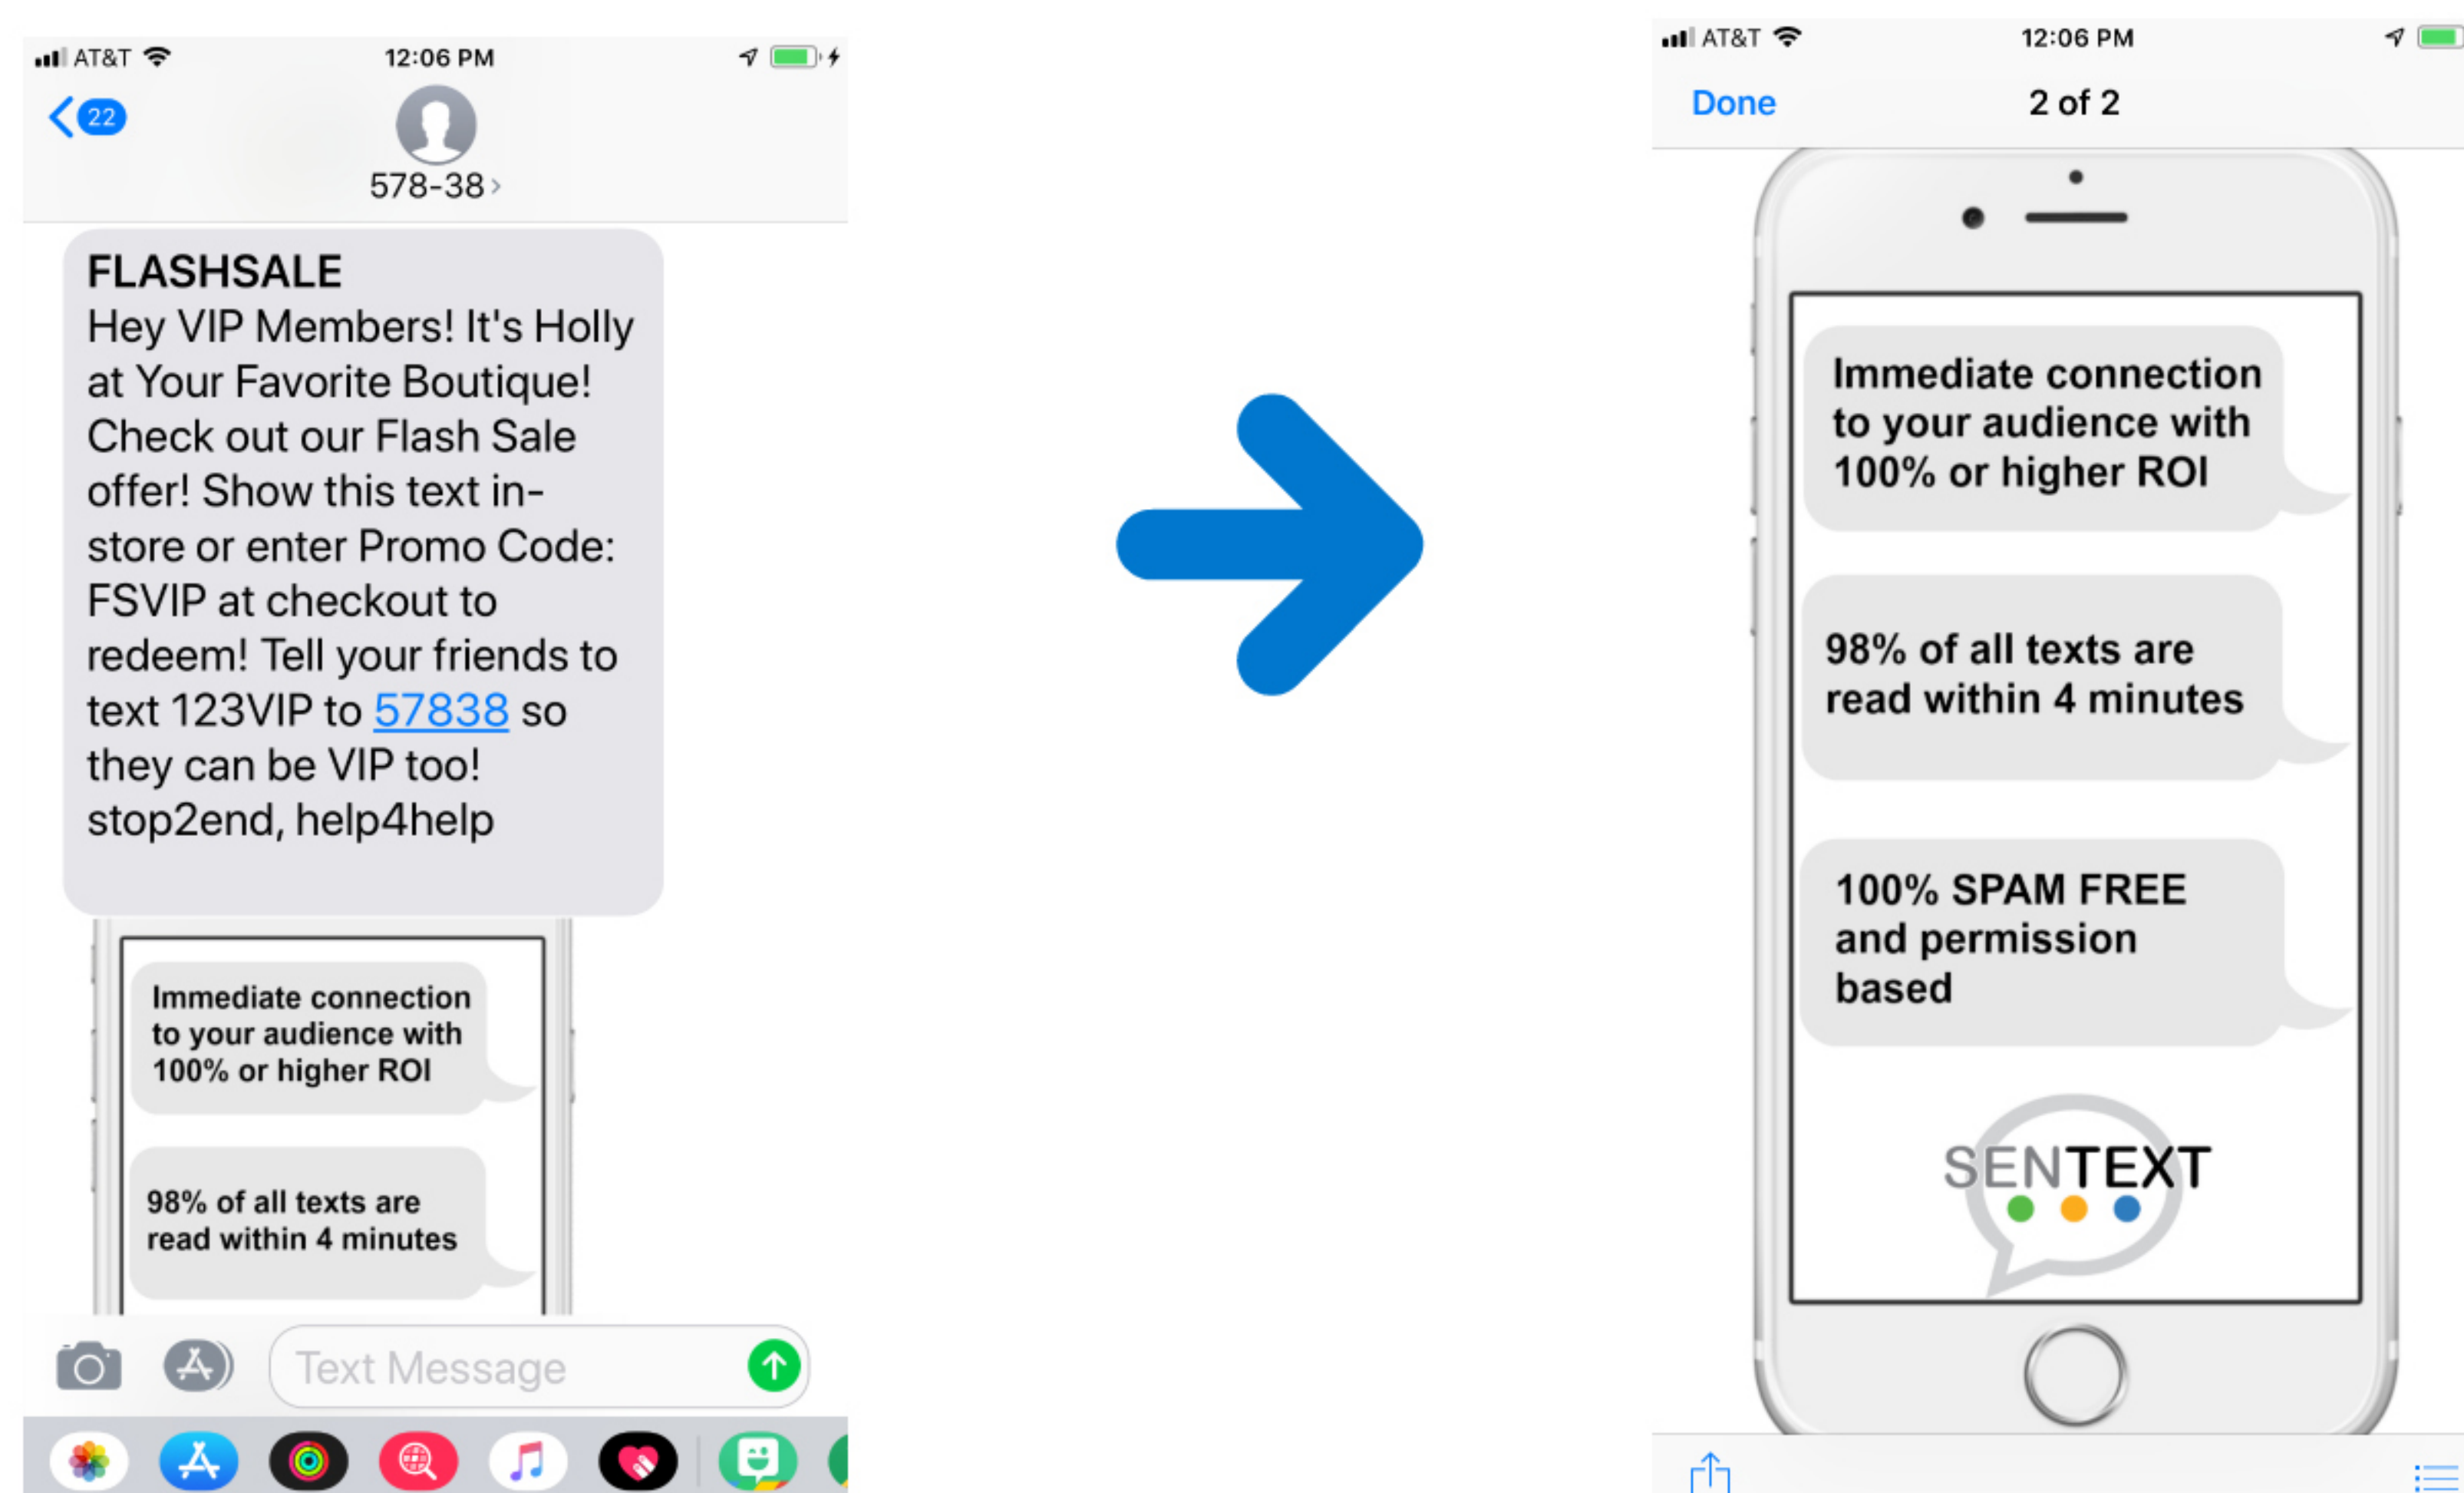 AT&T 12:06 PM
22
578-38
FLASHSALE
Hey VIP Members! It's Holly
at Your Favorite Boutique!
Check out our Flash Sale
offer! Show this text in-
store or enter Promo Code:
FSVIP at checkout to
redeem! Tell your friends to
text 123VIP to 57838 so
they can be VIP too!
stop2end, help4help
Immediate connection
to your audience with
100% or higher ROI
98% of all texts are
read within 4 minutes
Text Message
AT&T 12:06 PM
Done 2 of 2
Immediate connection
to your audience with
100% or higher ROI
98% of all texts are
read within 4 minutes
100% SPAM FREE
and permission
based
SENTEXT